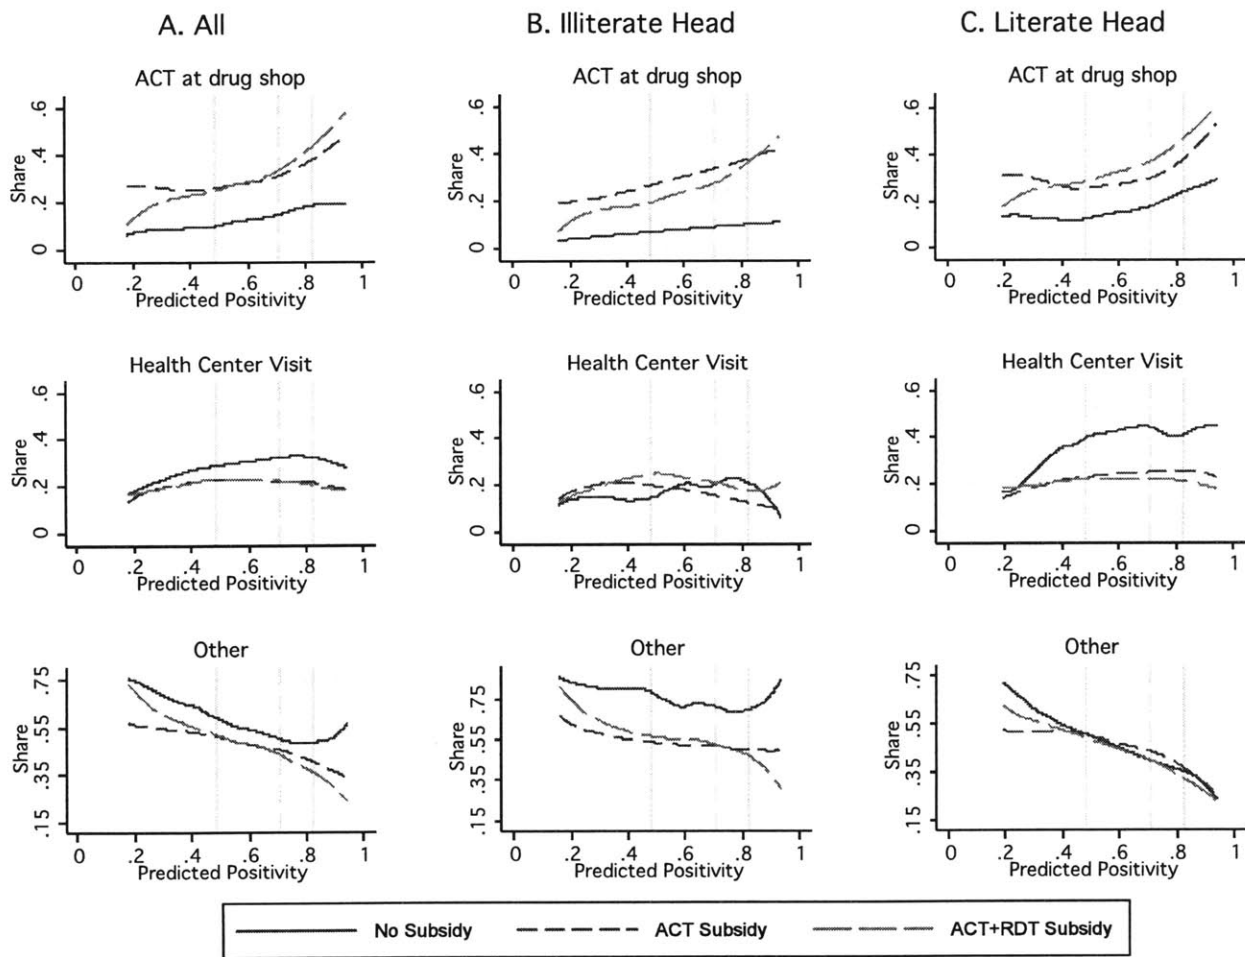 A. All
B. Illiterate Head
C. Literate Head
ACT at drug shop
ACT at drug shop
ACT at drug shop
Share
0 .2 .4 .6
0 .2 .4 .6 .8 1
Predicted Positivity
Share
0 .2 .4 .6
0 .2 .4 .6 .8 1
Predicted Positivity
Share
0 .2 .4 .6
0 .2 .4 .6 .8 1
Predicted Positivity
Health Center Visit
Health Center Visit
Health Center Visit
Share
0 .2 .4 .6
0 .2 .4 .6 .8 1
Predicted Positivity
Share
0 .2 .4 .6
0 .2 .4 .6 .8 1
Predicted Positivity
Share
0 .2 .4 .6
0 .2 .4 .6 .8 1
Predicted Positivity
Other
Other
Other
Share
.15 .35 .55 .75
0 .2 .4 .6 .8 1
Predicted Positivity
Share
.15 .35 .55 .75
0 .2 .4 .6 .8 1
Predicted Positivity
Share
.15 .35 .55 .75
0 .2 .4 .6 .8 1
Predicted Positivity
No Subsidy
ACT Subsidy
ACT+RDT Subsidy